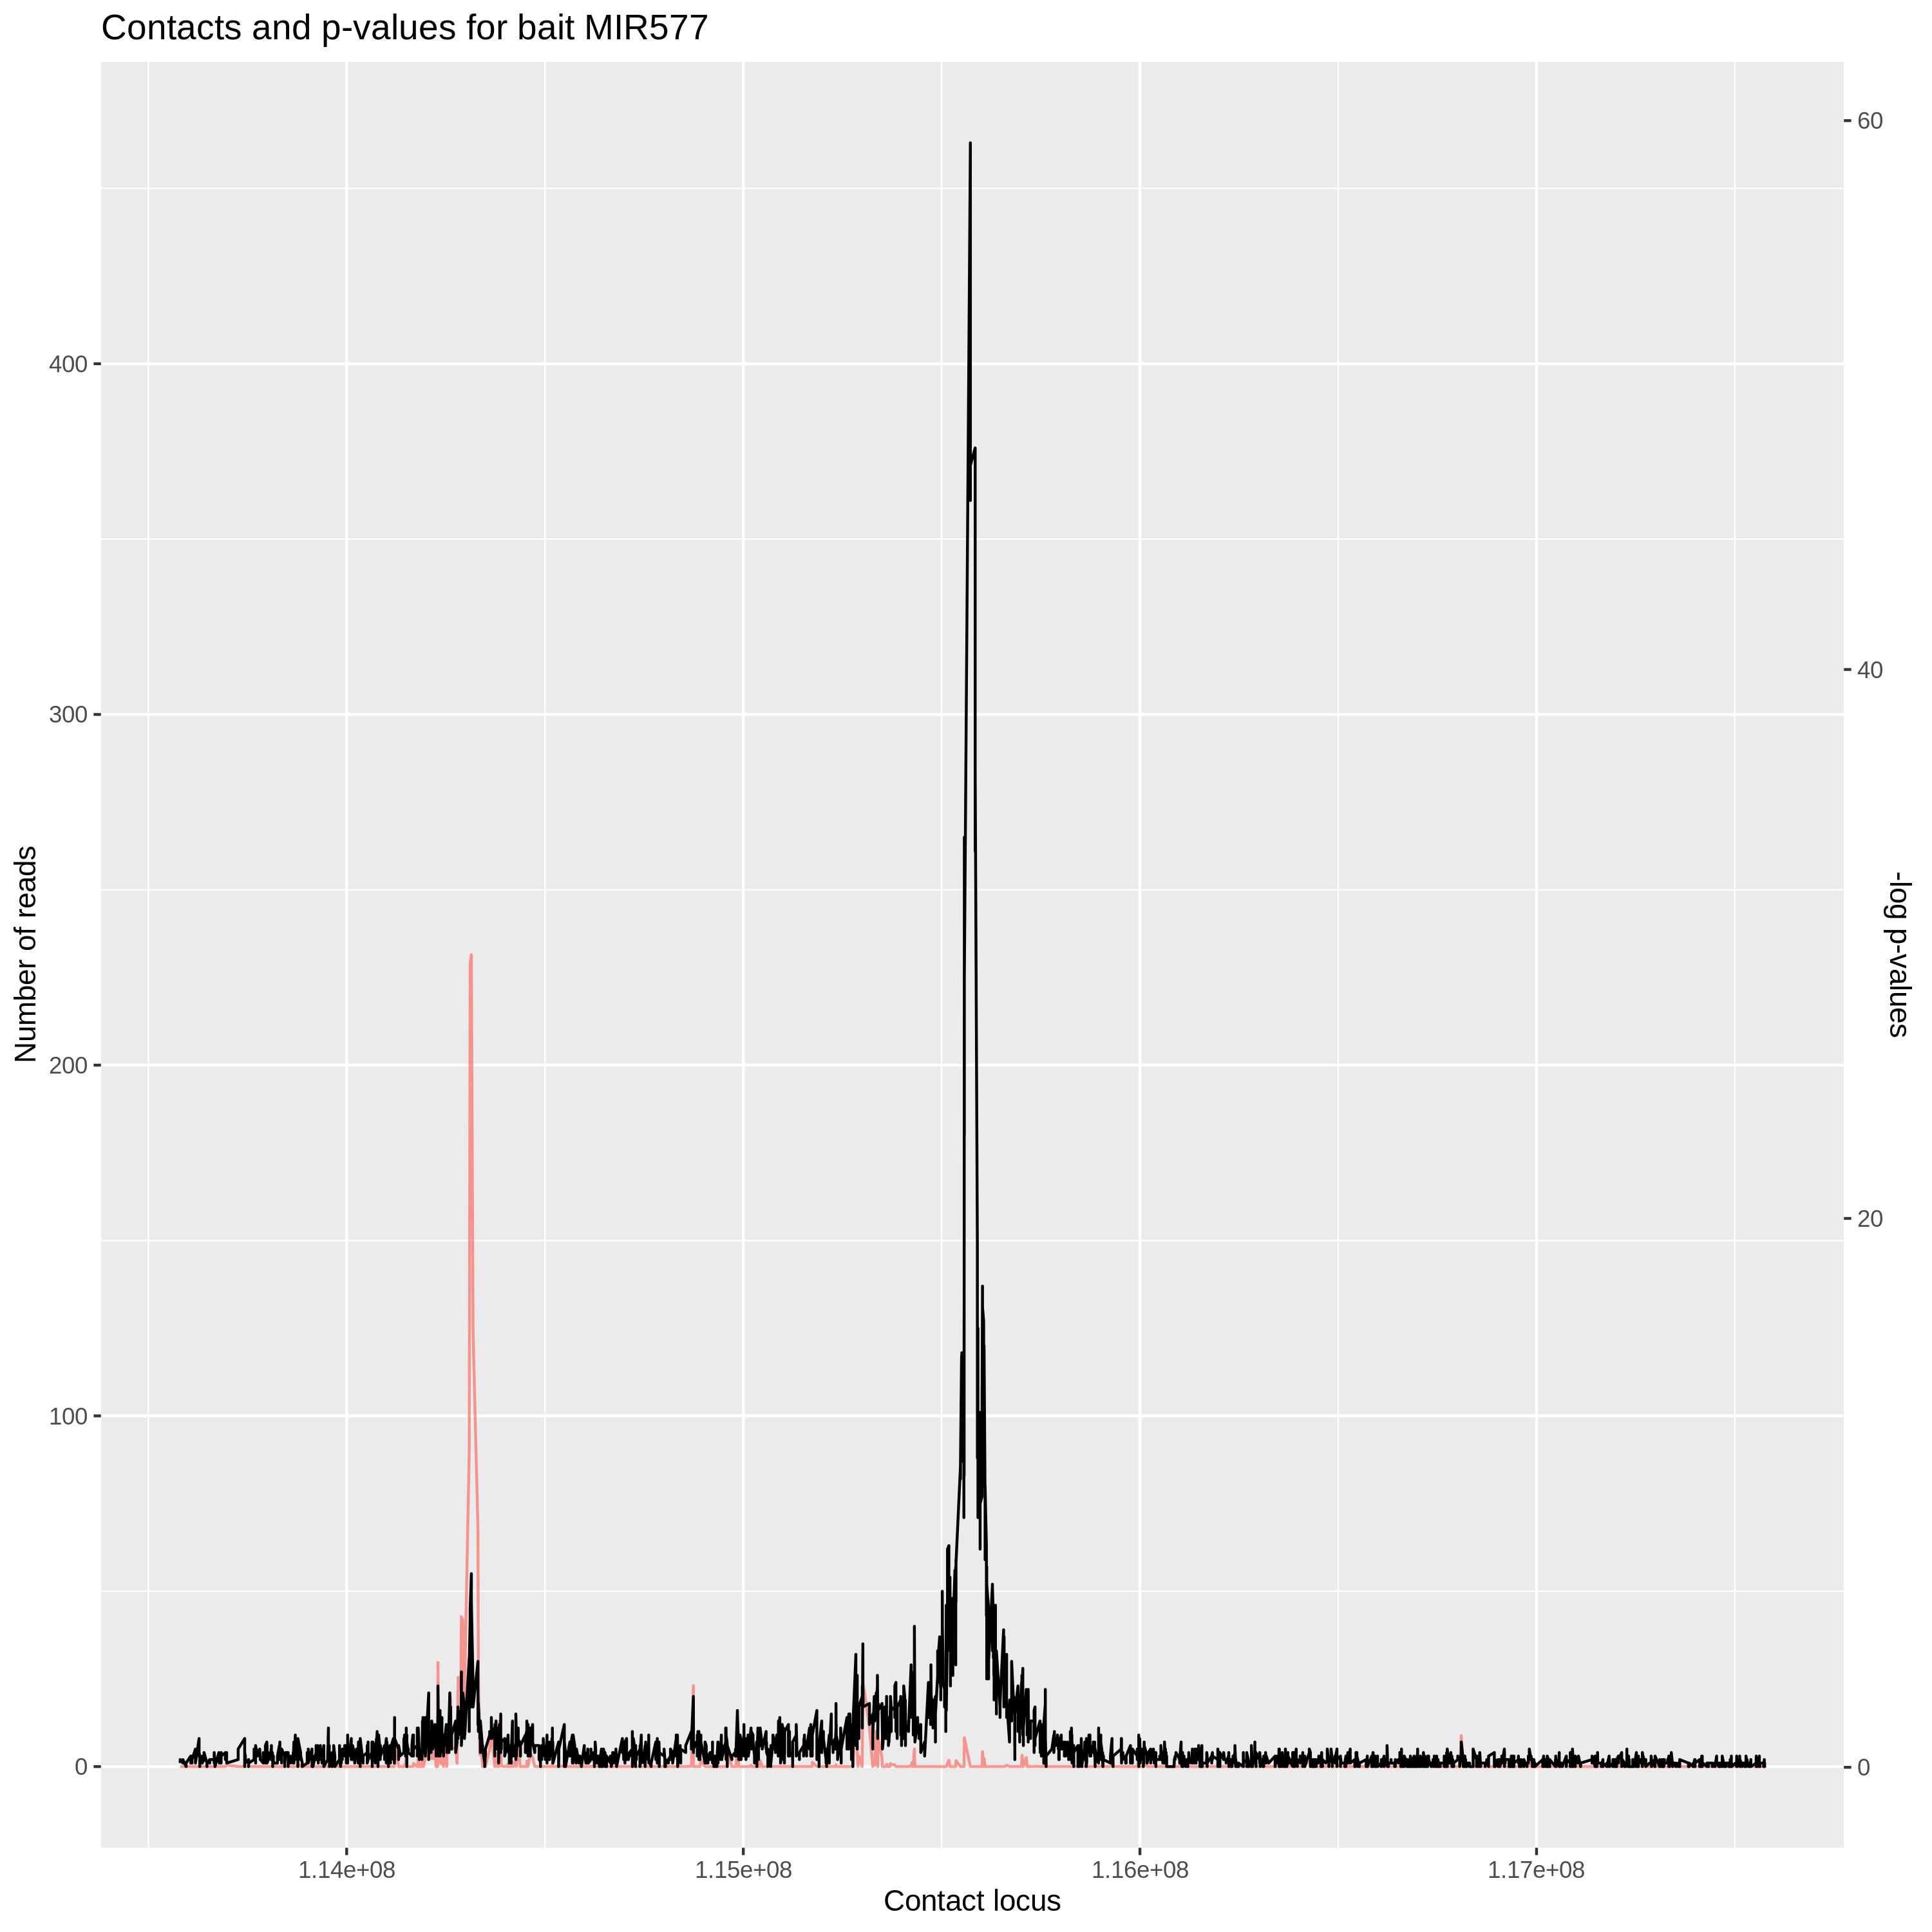 Contacts and p-values for bait MIR577
60
400
40
300
Number of reads
-log p-values
200
20
100
0
0
1.14e+08
1.15e+08
1.16e+08
1.17e+08
Contact locus